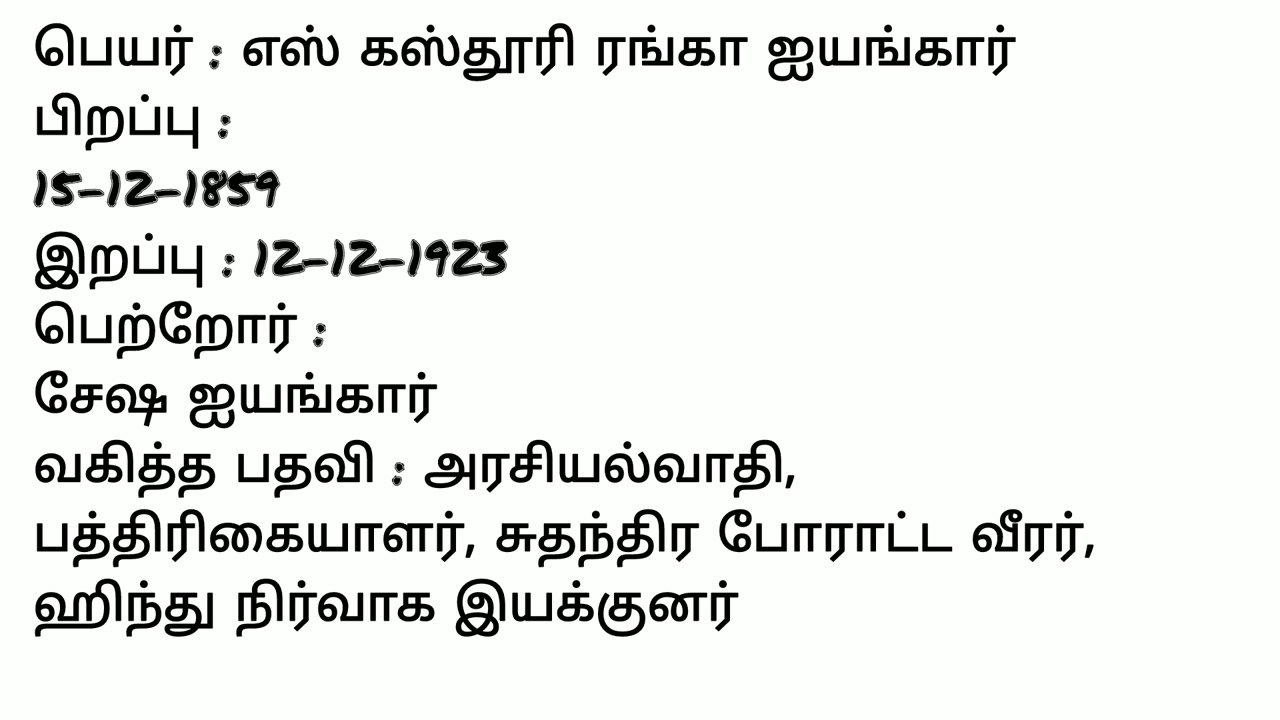 பெயர் : எஸ் கஸ்தூரி ரங்கா ஐயங்கார்
பிறப்பு :
15-12-1859
இறப்பு : 12-12-1923
பெற்றோர் :
சேஷ ஐயங்கார்
வகித்த பதவி : அரசியல்வாதி,
பத்திரிகையாளர், சுதந்திர போராட்ட வீரர்,
ஹிந்து நிர்வாக இயக்குனர்